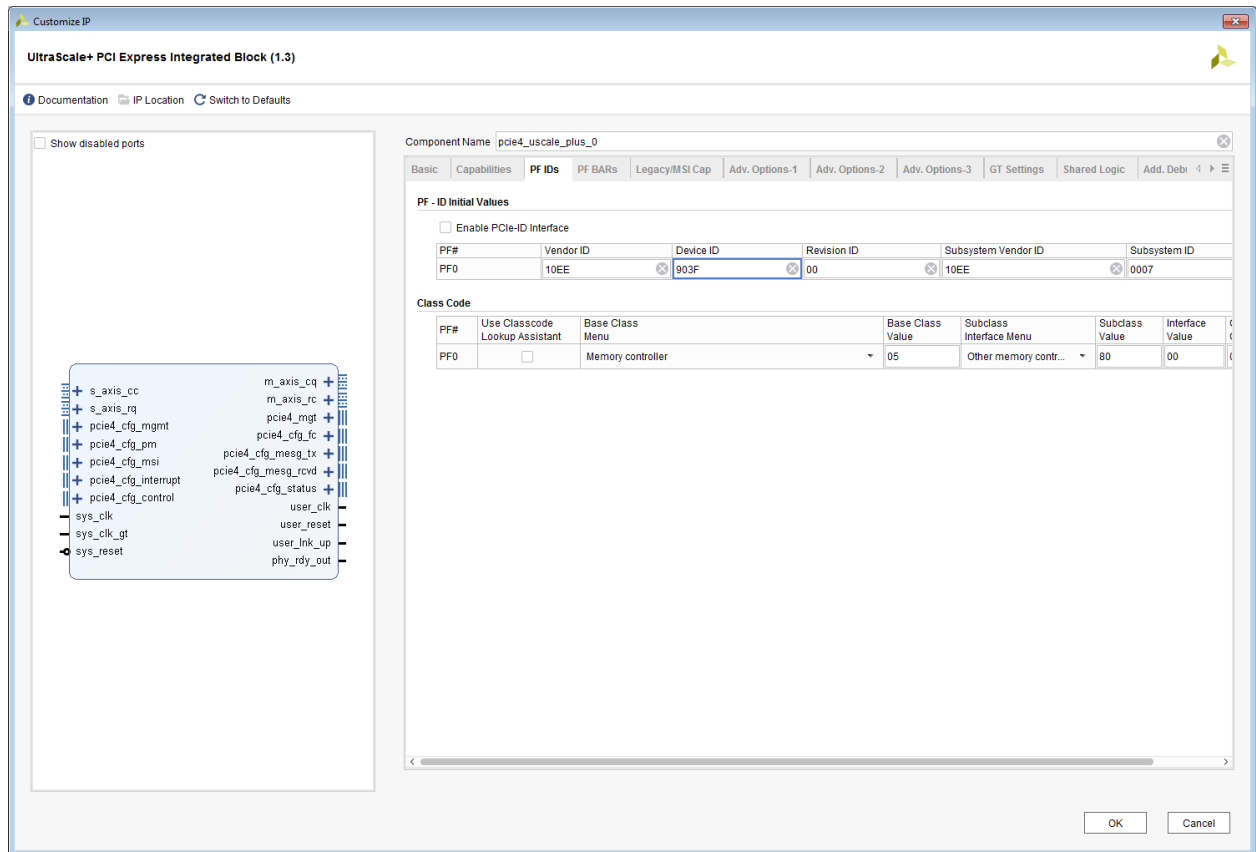 Customize IP
UltraScale+ PCI Express Integrated Block (1.3)
Documentation IP Location Switch to Defaults
Show disabled ports
s_axis_cc
s_axis_rq
pcie4_cfg_mgmt
pcie4_cfg_pm
pcie4_cfg_msi
pcie4_cfg_interrupt
pcie4_cfg_control
sys_clk
sys_clk_gt
sys_reset
m_axis_cq
m_axis_rc
pcie4_mgt
pcie4_cfg_fc
pcie4_cfg_mesg_tx
pcie4_cfg_mesg_rcvd
pcie4_cfg_status
user_clk
user_reset
user_lnk_up
phy_rdy_out
Component Name pcie4_uscale_plus_0
Basic Capabilities PF IDs PF BARs Legacy/MSI Cap Adv. Options-1 Adv. Options-2 Adv. Options-3 GT Settings Shared Logic Add. Deb
PF - ID Initial Values
Enable PCIe-ID Interface
PF# Vendor ID Device ID Revision ID Subsystem Vendor ID Subsystem ID
PF0 10EE 903F 00 10EE 0007
Class Code
PF# Use Classcode Lookup Assistant Base Class Menu Base Class Value Subclass Interface Menu Subclass Value Interface Value
PF0 Memory controller 05 Other memory contr... 80 00
OK Cancel